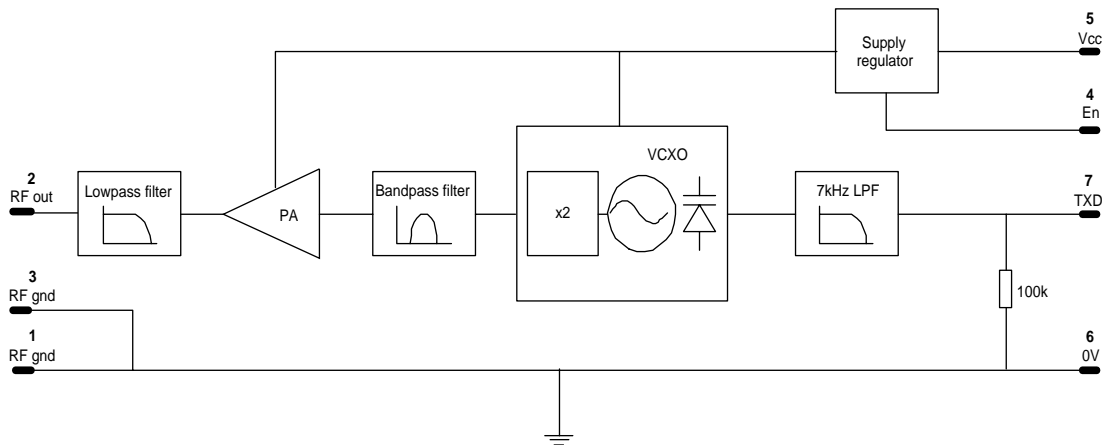 5
Vcc
Supply
regulator
4
En
VCXO
2
RF out
Lowpass filter
PA
Bandpass filter
x2
7kHz LPF
7
TXD
3
RF gnd
100k
1
RF gnd
6
0V